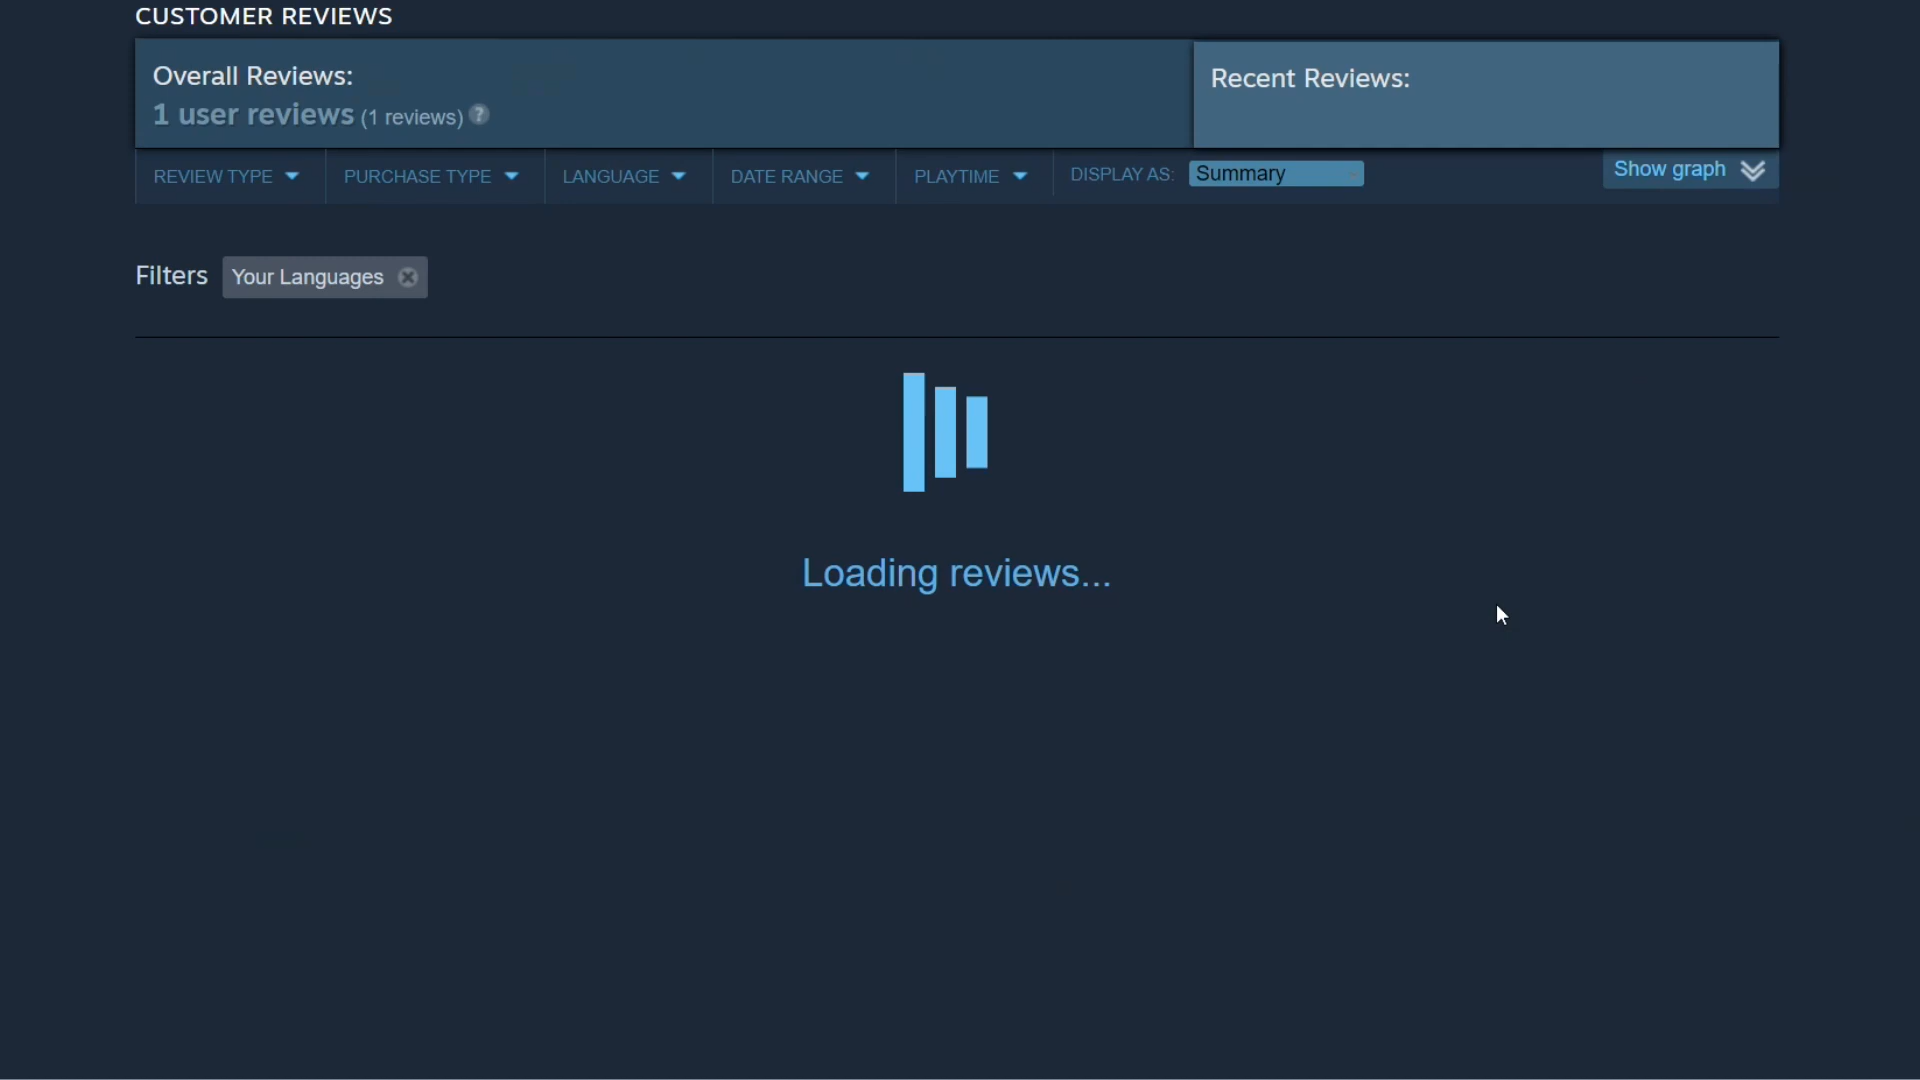 CUSTOMER REVIEWS
Overall Reviews:
1 user reviews (1 reviews) ?
Recent Reviews:
REVIEW TYPE PURCHASE TYPE LANGUAGE DATE RANGE PLAYTIME DISPLAY AS: Summary Show graph
Filters Your Languages
Loading reviews...